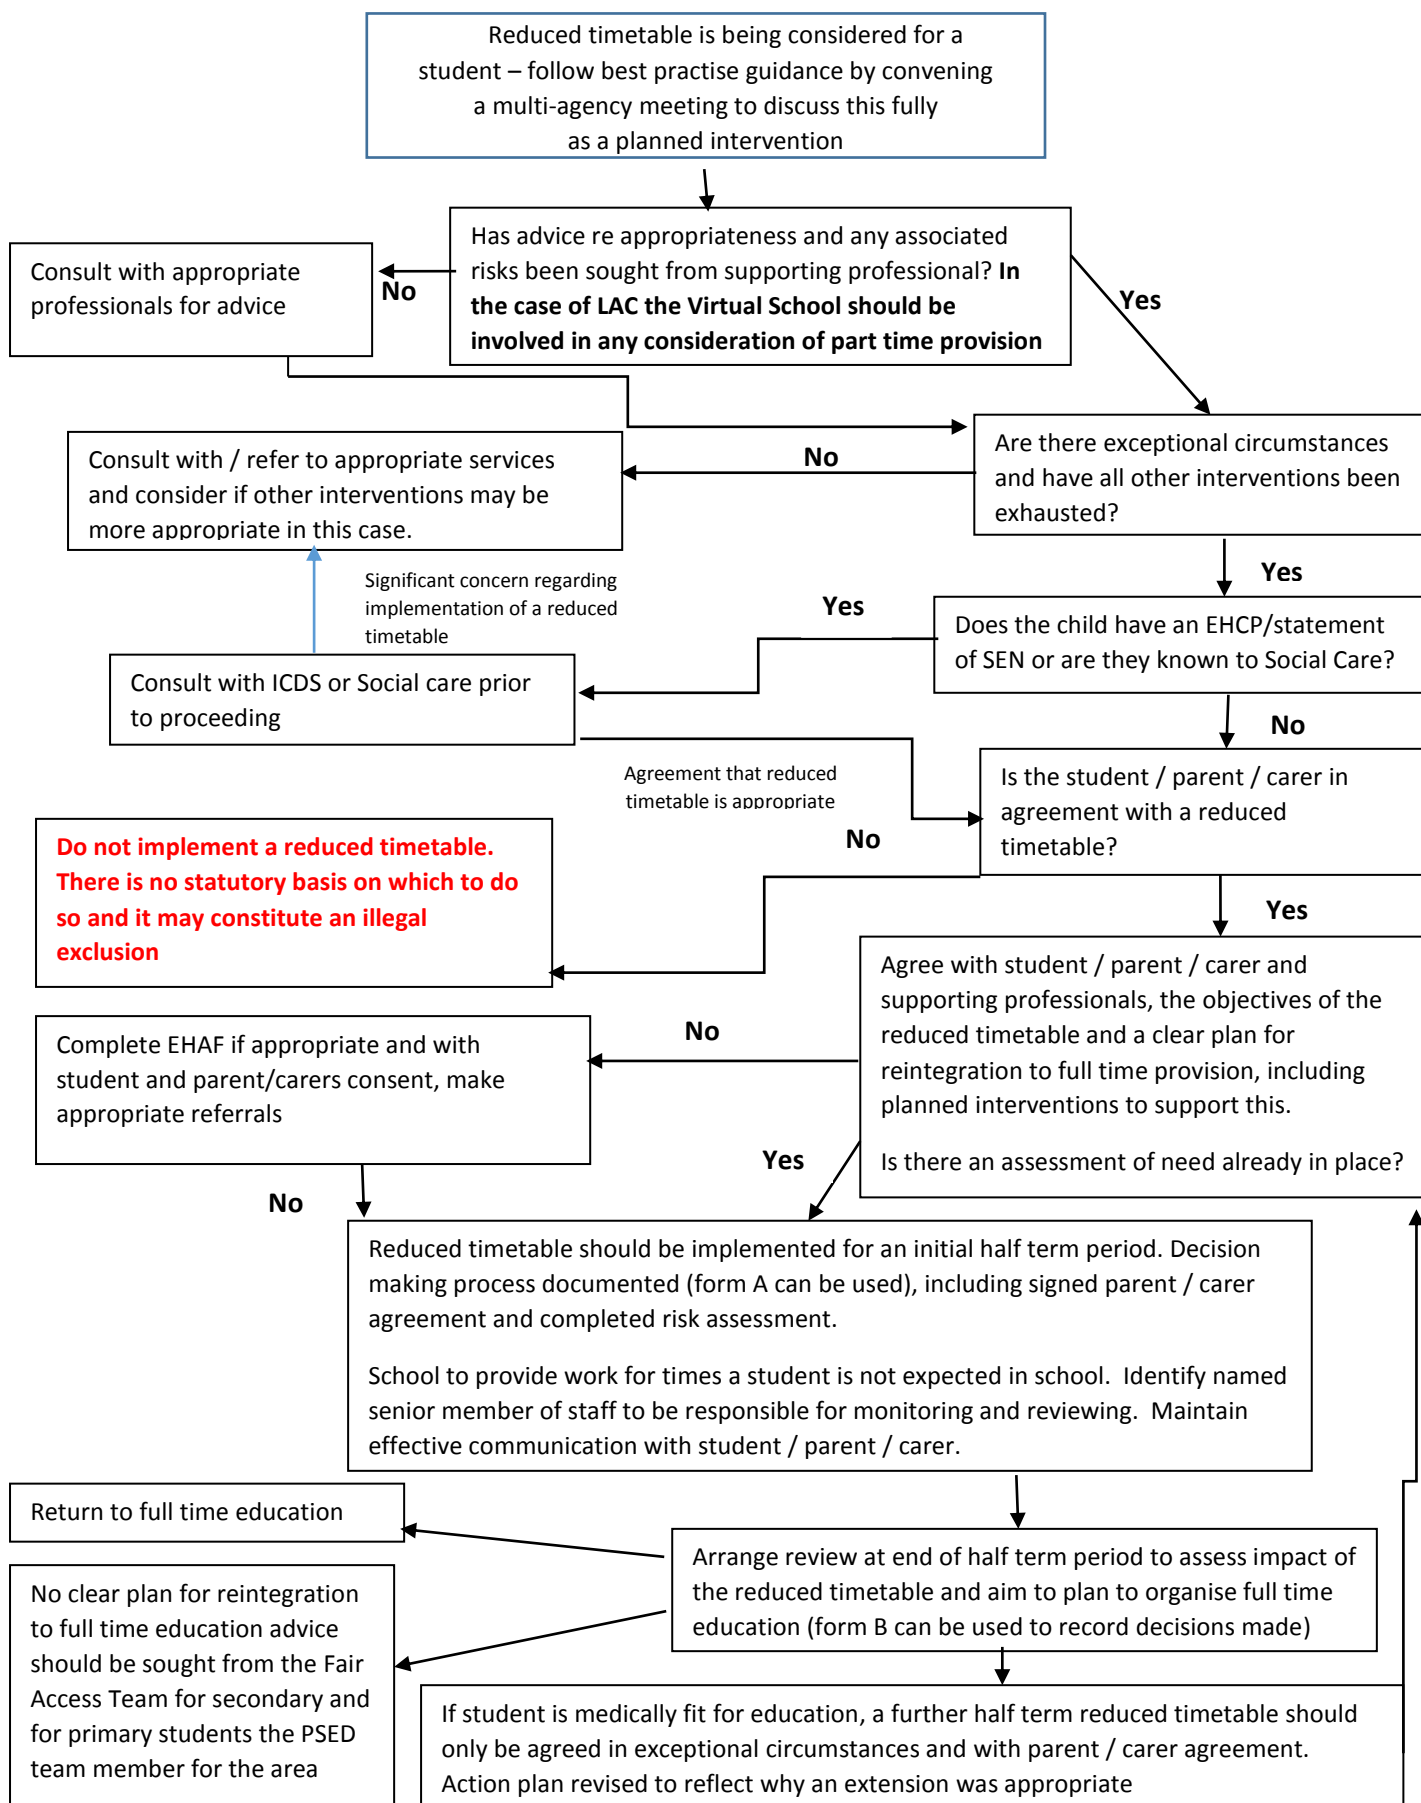 Reduced timetable is being considered for a
student – follow best practise guidance by convening
a multi-agency meeting to discuss this fully
as a planned intervention
Has advice re appropriateness and any associated
risks been sought from supporting professional? In
the case of LAC the Virtual School should be
involved in any consideration of part time provision
Consult with appropriate
professionals for advice
No
Yes
Are there exceptional circumstances
and have all other interventions been
exhausted?
No
Consult with / refer to appropriate services
and consider if other interventions may be
more appropriate in this case.
Yes
Significant concern regarding
implementation of a reduced
timetable
Yes
Does the child have an EHCP/statement
of SEN or are they known to Social Care?
Consult with ICDS or Social care prior
to proceeding
No
Agreement that reduced
timetable is appropriate
Is the student / parent / carer in
agreement with a reduced
timetable?
No
Do not implement a reduced timetable.
There is no statutory basis on which to do
so and it may constitute an illegal
exclusion
Yes
Agree with student / parent / carer and
supporting professionals, the objectives of the
reduced timetable and a clear plan for
reintegration to full time provision, including
planned interventions to support this.
Is there an assessment of need already in place?
No
Complete EHAF if appropriate and with
student and parent/carers consent, make
appropriate referrals
Yes
No
Reduced timetable should be implemented for an initial half term period. Decision
making process documented (form A can be used), including signed parent / carer
agreement and completed risk assessment.
School to provide work for times a student is not expected in school.  Identify named
senior member of staff to be responsible for monitoring and reviewing.  Maintain
effective communication with student / parent / carer.
Return to full time education
Arrange review at end of half term period to assess impact of
the reduced timetable and aim to plan to organise full time
education (form B can be used to record decisions made)
No clear plan for reintegration
to full time education advice
should be sought from the Fair
Access Team for secondary and
for primary students the PSED
team member for the area
If student is medically fit for education, a further half term reduced timetable should
only be agreed in exceptional circumstances and with parent / carer agreement.
Action plan revised to reflect why an extension was appropriate